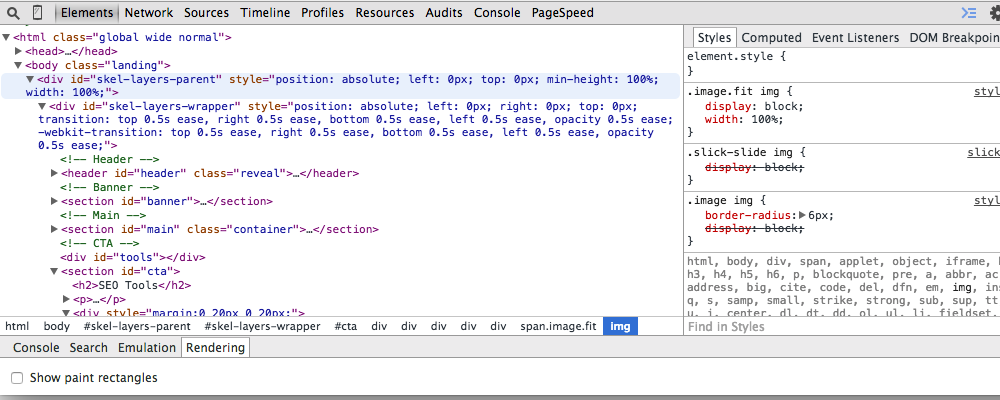 Elements Network Sources Timeline Profiles Resources Audits Console PageSpeed
<html class="global wide normal">
<head>…</head>
<body class="landing">
<div id="skel-layers-parent" style="position: absolute; left: 0px; top: 0px; min-height: 100%;
width: 100%;">
<div id="skel-layers-wrapper" style="position: absolute; left: 0px; right: 0px; top: 0px;
transition: top 0.5s ease, right 0.5s ease, bottom 0.5s ease, left 0.5s ease, opacity 0.5s ease;
-webkit-transition: top 0.5s ease, right 0.5s ease, bottom 0.5s ease, left 0.5s ease, opacity
0.5s ease;">
<!-- Header -->
<header id="header" class="reveal">…</header>
<!-- Banner -->
<section id="banner">…</section>
<!-- Main -->
<section id="main" class="container">…</section>
<!-- CTA -->
<div id="tools"></div>
<section id="cta">
<h2>SEO Tools</h2>
<p>…</p>
<div style="margin:0 20px 0 20px;">
html body #skel-layers-parent #skel-layers-wrapper #cta div div div div div span.image.fit img
Styles Computed Event Listeners DOM Breakpoin
element.style {
}
.image.fit img { styl
display: block;
width: 100%;
}
.slick-slide img { slick
display: block;
}
.image img { styl
border-radius: 6px;
display: block;
}
html, body, div, span, applet, object, iframe, h
h3, h4, h5, h6, p, blockquote, pre, a, abbr, ac
address, big, cite, code, del, dfn, em, img, ins
q, s, samp, small, strike, strong, sub, sup, tt
u, i, center, dl, dt, dd, ol, ul, li, fieldset,
Find in Styles
Console Search Emulation Rendering
Show paint rectangles